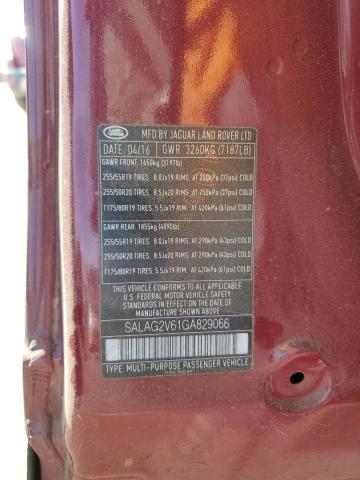 LAND ROVER
MFD. BY JAGUAR LAND ROVER LTD
DATE: 04/16 GWR 3260KG (7187LB)
GAWR FRONT 1450kg (3197lb)
255/55R19 TIRES 8.0Jx19 RIMS, AT 250kPa (37psi) COLD
255/50R20 TIRES 8.5Jx20 RIMS, AT 250kPa (37psi) COLD
T175/80R19 TIRES 5.5Jx19 RIMS, AT 420kPa (61psi) COLD
GAWR REAR 1855kg (4090lb)
255/55R19 TIRES 8.0Jx19 RIMS, AT 290kPa (43psi) COLD
255/50R20 TIRES 8.5Jx20 RIMS, AT 290kPa (43psi) COLD
T175/80R19 TIRES 5.5Jx19 RIMS, AT 420kPa (61psi) COLD
THIS VEHICLE CONFORMS TO ALL APPLICABLE
U.S. FEDERAL MOTOR VEHICLE SAFETY
STANDARDS IN EFFECT ON THE DATE OF
MANUFACTURE SHOWN ABOVE
SALAG2V61GA829066
TYPE: MULTI-PURPOSE PASSENGER VEHICLE